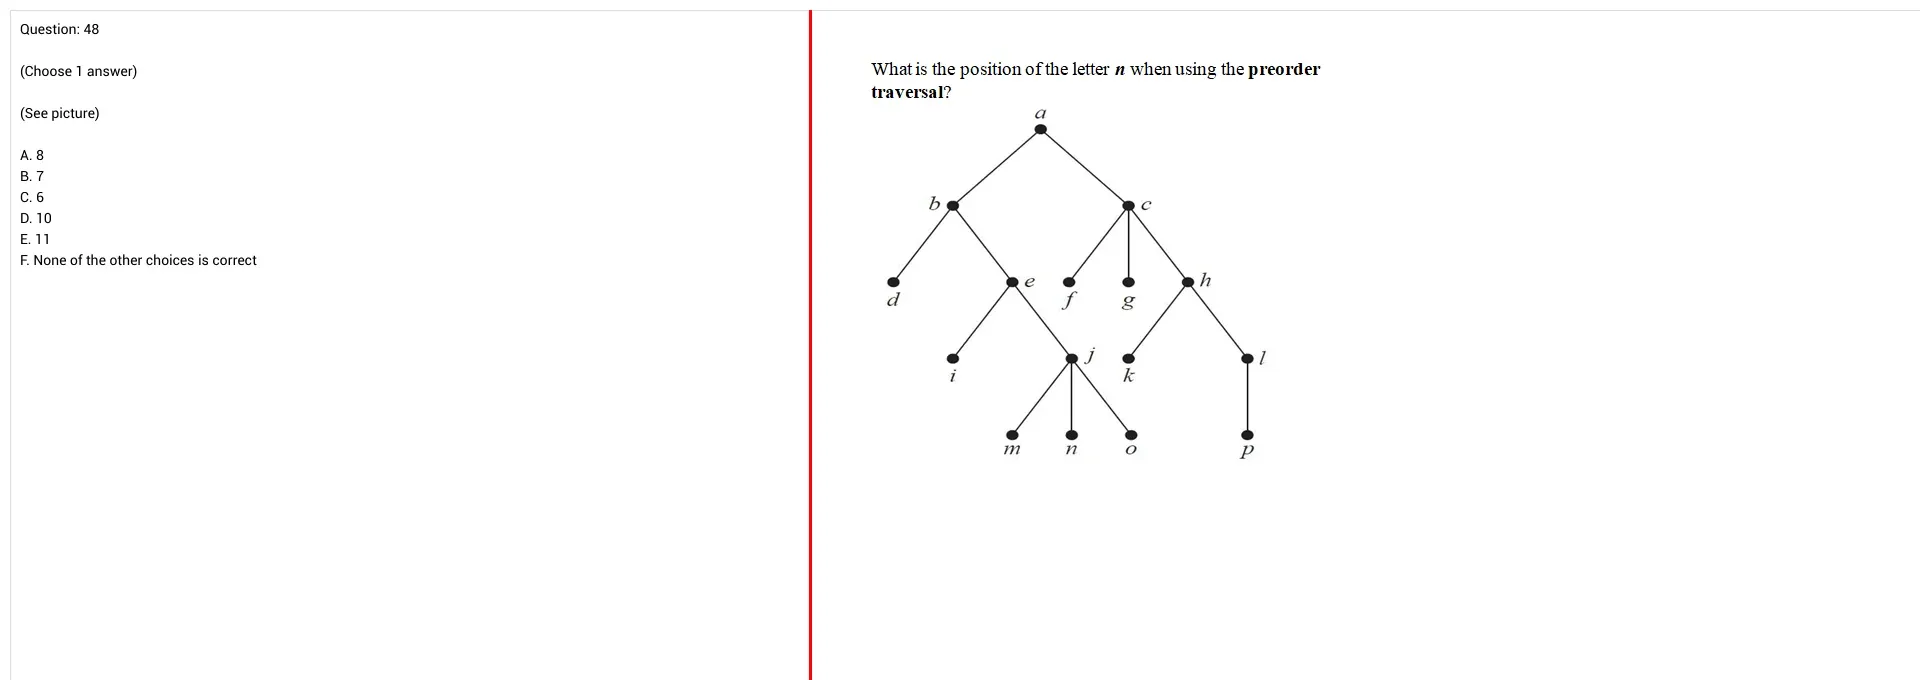 Question: 48
(Choose 1 answer)
(See picture)
A. 8
B. 7
C. 6
D. 10
E. 11
F. None of the other choices is correct
What is the position of the letter n when using the preorder
traversal?
a
b
c
d
e
f
g
h
i
j
k
l
m
n
o
p